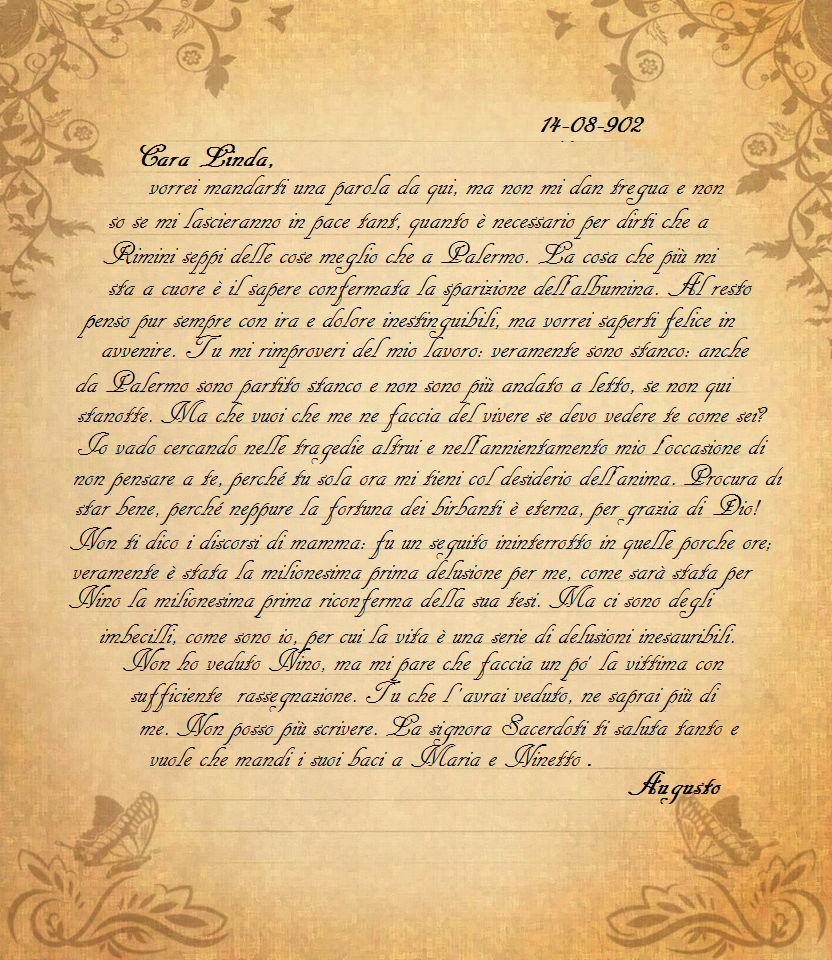 14-08-902
Cara Linda,
vorrei mandarti una parola da qui, ma non mi dan tregua e non
so se mi lascieranno in pace tant, quanto è necessario per dirti che a
Rimini seppi delle cose meglio che a Palermo. La cosa che più mi
sta a cuore è il sapere confermata la sparizione dell'albumina. Al resto
penso pur sempre con ira e dolore inestinguibili, ma vorrei saperti felice in
avvenire. Tu mi rimproveri del mio lavoro: veramente sono stanco: anche
da Palermo sono partito stanco e non sono più andato a letto, se non qui
stanotte. Ma che vuoi che me ne faccia del vivere se devo vedere te come sei?
Io vado cercando nelle tragedie altrui e nell'annientamento mio l'occasione di
non pensare a te, perché tu sola ora mi tieni col desiderio dell'anima. Procura di
star bene, perché neppure la fortuna dei birbanti è eterna, per grazia di Dio!
Non ti dico i discorsi di mamma: fu un seguito ininterrotto in quelle porche ore;
veramente è stata la milionesima prima delusione per me, come sarà stata per
Nino la milionesima prima riconferma della sua tesi. Ma ci sono degli
imbecilli, come sono io, per cui la vita è una serie di delusioni inesauribili.
Non ho veduto Nino, ma mi pare che faccia un po' la vittima con
sufficiente rassegnazione. Tu che l'avrai veduto, ne saprai più di
me. Non posso più scrivere. La signora Sacerdoti ti saluta tanto e
vuole che mandi i suoi baci a Maria e Ninetto .
Augusto